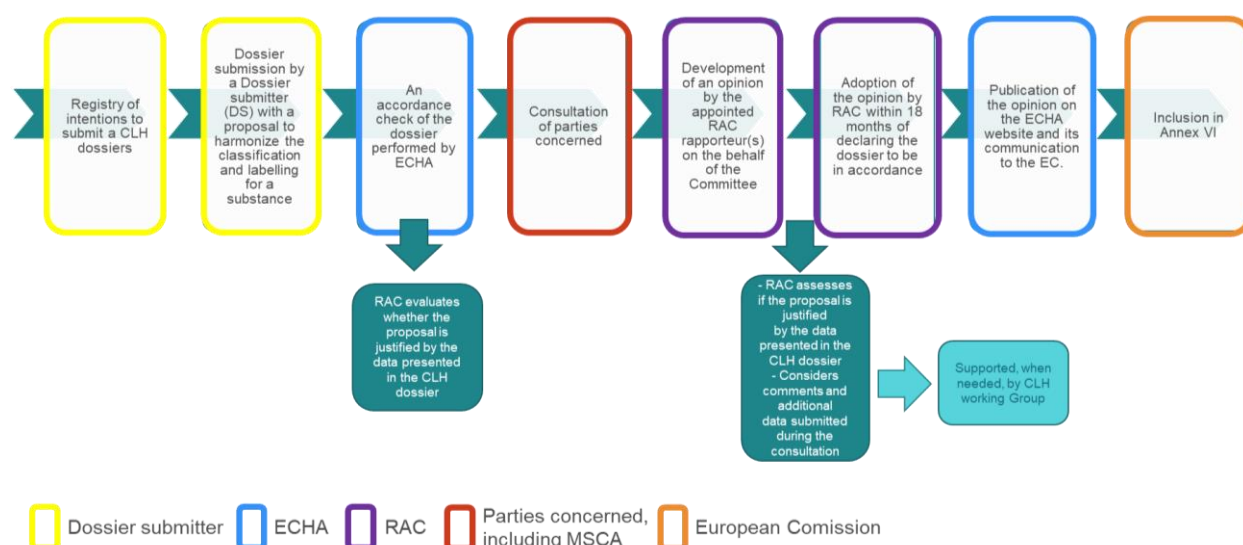 Registry of
intentions to
submit a CLH
dossiers
Dossier
submission by
a Dossier
submitter
(DS) with a
proposal to
harmonize the
classification
and labelling
for a
substance
An
accordance
check of the
dossier
performed by
ECHA
Consultation
of parties
concerned
Development
of an opinion
by the
appointed
RAC
rapporteur(s)
on the behalf
of the
Committee
Adoption of
the opinion by
RAC within 18
months of
declaring the
dossier to be
in accordance
Publication of
the opinion on
the ECHA
website and its
communication
to the EC.
Inclusion in
Annex VI
RAC evaluates
whether the
proposal is
justified by the
data presented
in the CLH
dossier
- RAC assesses
if the proposal is
justified
by the data
presented in the
CLH dossier
- Considers
comments and
additional
data submitted
during the
consultation
Supported, when
needed, by CLH
working Group
Dossier submitter
ECHA
RAC
Parties concerned,
including MSCA
European Comission